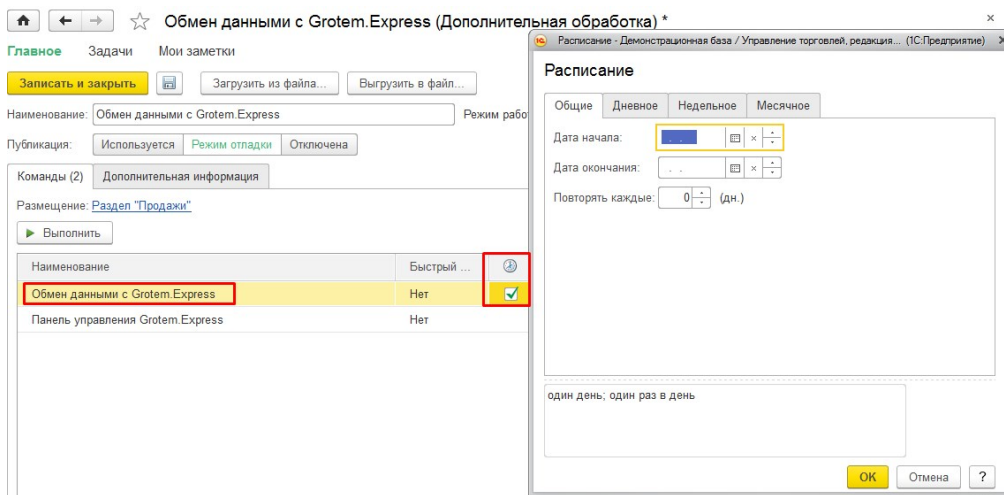 Обмен данными с Grotem.Express (Дополнительная обработка) *
Главное Задачи Мои заметки
Записать и закрыть Загрузить из файла... Выгрузить в файл...
Наименование: Обмен данными с Grotem.Express Режим рабо
Публикация: Используется Режим отладки Отключена
Команды (2) Дополнительная информация
Размещение: Раздел "Продажи"
Выполнить
Наименование Быстрый ...
Обмен данными с Grotem.Express Нет
Панель управления Grotem.Express Нет
1С Расписание - Демонстрационная база / Управление торговлей, редакция... (1С:Предприятие)
Расписание
Общие Дневное Недельное Месячное
Дата начала: . .
Дата окончания: . .
Повторять каждые: 0 (дн.)
один день; один раз в день
ОК Отмена ?